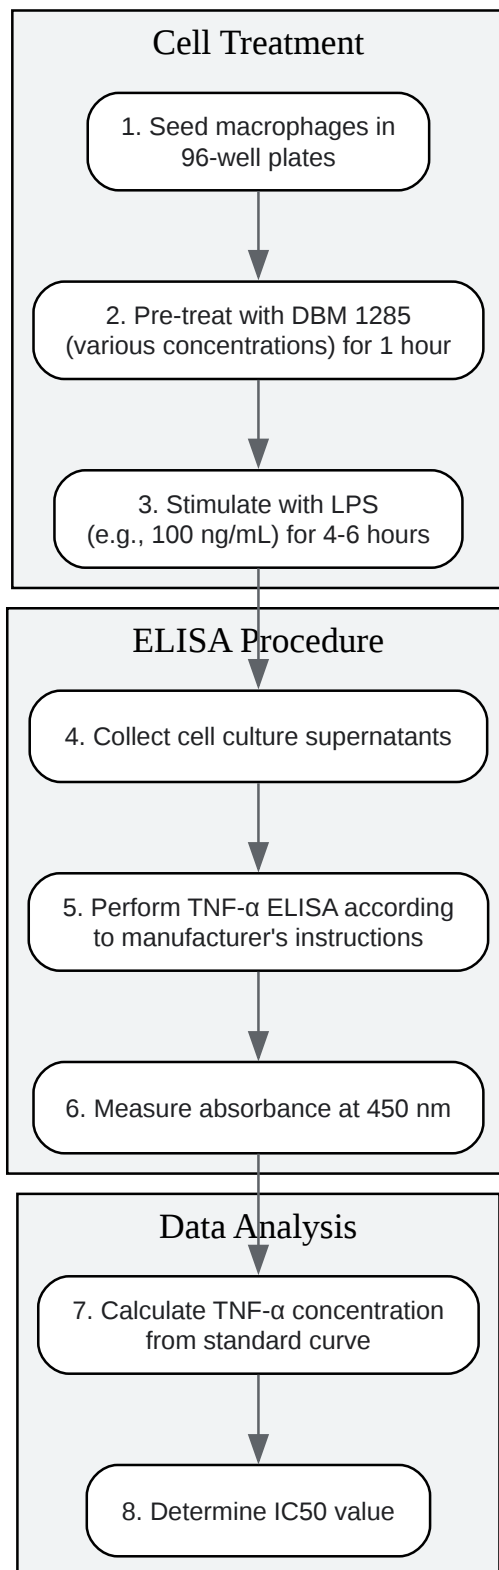 Cell Treatment
1. Seed macrophages in
96-well plates
2. Pre-treat with DBM 1285
(various concentrations) for 1 hour
3. Stimulate with LPS
(e.g., 100 ng/mL) for 4-6 hours
ELISA Procedure
4. Collect cell culture supernatants
5. Perform TNF-α ELISA according
to manufacturer's instructions
6. Measure absorbance at 450 nm
Data Analysis
7. Calculate TNF-α concentration
from standard curve
8. Determine IC50 value